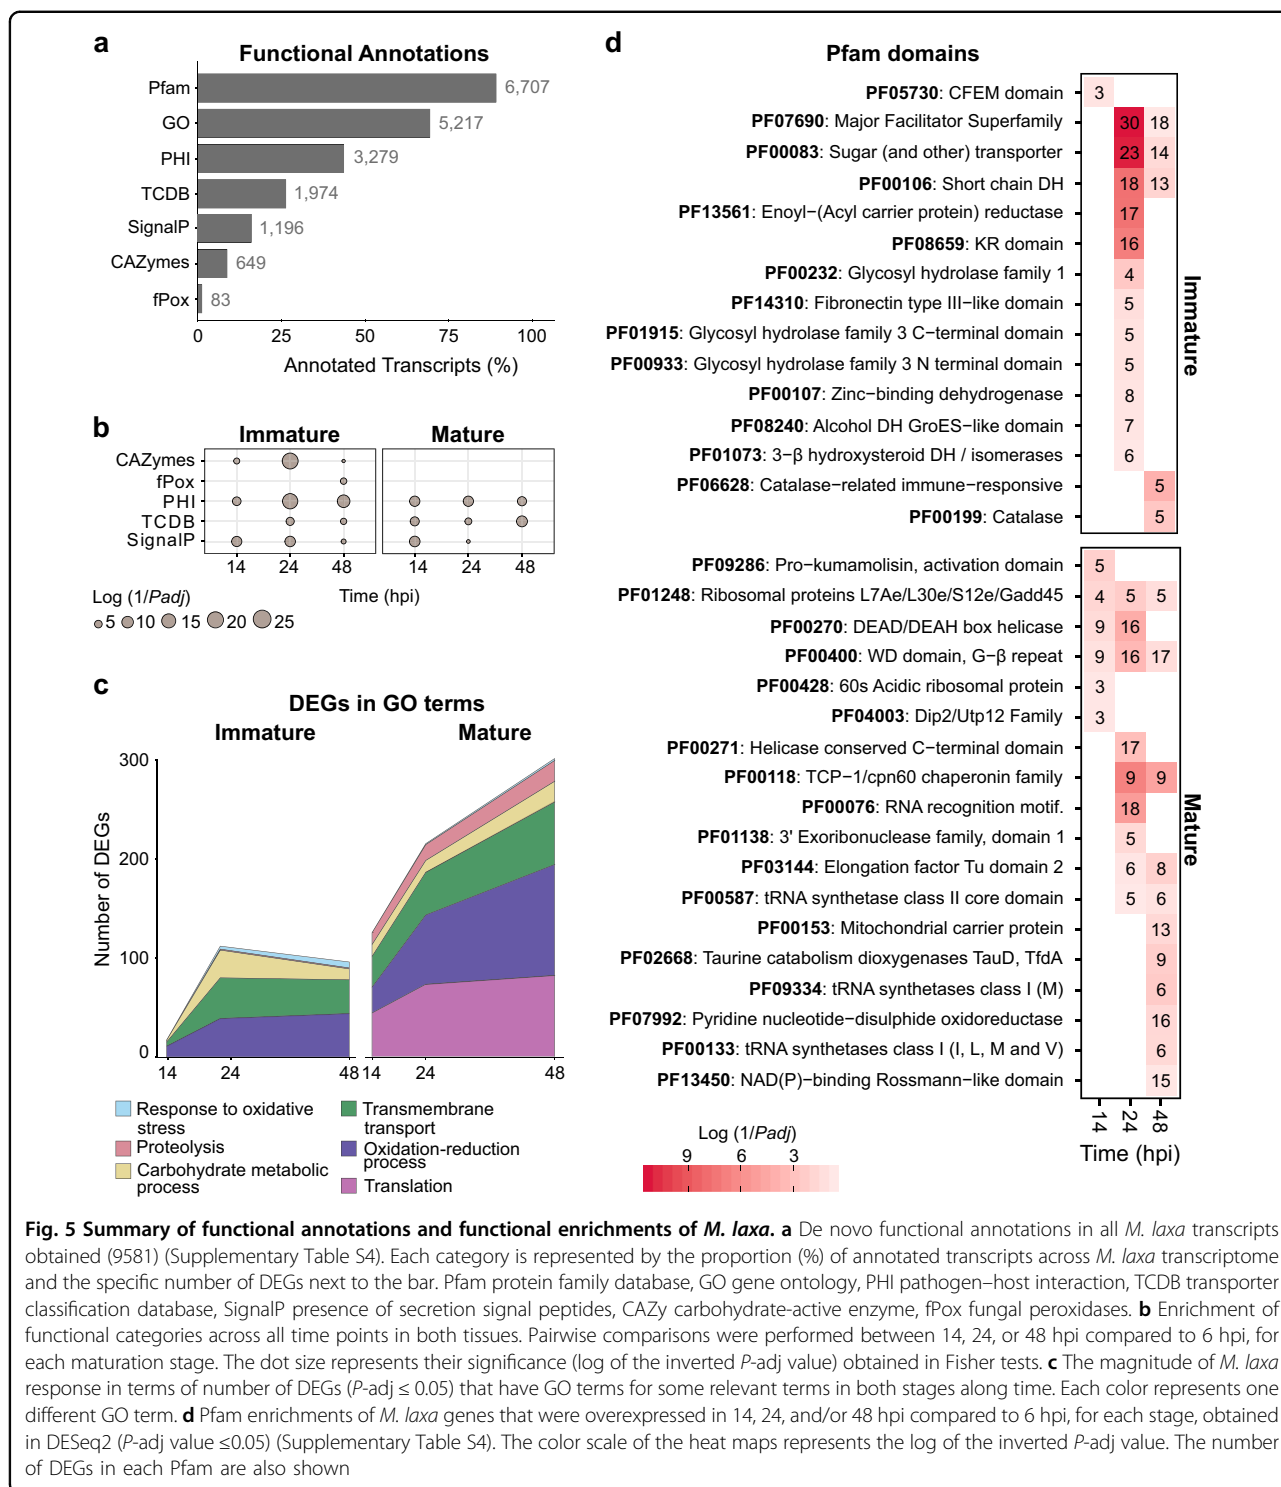 a
Functional Annotations
Pfam 6,707
GO 5,217
PHI 3,279
TCDB 1,974
SignalP 1,196
CAZymes 649
fPox 83
0 25 50 75 100
Annotated Transcripts (%)
b
Immature Mature
CAZymes
fPox
PHI
TCDB
SignalP
14 24 48 14 24 48
Log (1/Padj) Time (hpi)
5 10 15 20 25
c
DEGs in GO terms
Immature Mature
Number of DEGs
300
200
100
0
14 24 48 14 24 48
Response to oxidative
stress
Proteolysis
Carbohydrate metabolic
process
Transmembrane
transport
Oxidation-reduction
process
Translation
d
Pfam domains
PF05730: CFEM domain 3
PF07690: Major Facilitator Superfamily 30 18
PF00083: Sugar (and other) transporter 23 14
PF00106: Short chain DH 18 13
PF13561: Enoyl−(Acyl carrier protein) reductase 17
PF08659: KR domain 16
PF00232: Glycosyl hydrolase family 1 4
PF14310: Fibronectin type III−like domain 5
PF01915: Glycosyl hydrolase family 3 C−terminal domain 5
PF00933: Glycosyl hydrolase family 3 N terminal domain 5
PF00107: Zinc−binding dehydrogenase 8
PF08240: Alcohol DH GroES−like domain 7
PF01073: 3−β hydroxysteroid DH / isomerases 6
PF06628: Catalase−related immune−responsive 5
PF00199: Catalase 5
Immature
PF09286: Pro−kumamolisin, activation domain 5
PF01248: Ribosomal proteins L7Ae/L30e/S12e/Gadd45 4 5 5
PF00270: DEAD/DEAH box helicase 9 16
PF00400: WD domain, G−β repeat 9 16 17
PF00428: 60s Acidic ribosomal protein 3
PF04003: Dip2/Utp12 Family 3
PF00271: Helicase conserved C−terminal domain 17
PF00118: TCP−1/cpn60 chaperonin family 9 9
PF00076: RNA recognition motif. 18
PF01138: 3' Exoribonuclease family, domain 1 5
PF03144: Elongation factor Tu domain 2 6 8
PF00587: tRNA synthetase class II core domain 5 6
PF00153: Mitochondrial carrier protein 13
PF02668: Taurine catabolism dioxygenases TauD, TfdA 9
PF09334: tRNA synthetases class I (M) 6
PF07992: Pyridine nucleotide−disulphide oxidoreductase 16
PF00133: tRNA synthetases class I (I, L, M and V) 6
PF13450: NAD(P)−binding Rossmann−like domain 15
Mature
14 24 48
Time (hpi)
Log (1/Padj)
9 6 3
Fig. 5 Summary of functional annotations and functional enrichments of M. laxa. a De novo functional annotations in all M. laxa transcripts
obtained (9581) (Supplementary Table S4). Each category is represented by the proportion (%) of annotated transcripts across M. laxa transcriptome
and the specific number of DEGs next to the bar. Pfam protein family database, GO gene ontology, PHI pathogen–host interaction, TCDB transporter
classification database, SignalP presence of secretion signal peptides, CAZy carbohydrate-active enzyme, fPox fungal peroxidases. b Enrichment of
functional categories across all time points in both tissues. Pairwise comparisons were performed between 14, 24, or 48 hpi compared to 6 hpi, for
each maturation stage. The dot size represents their significance (log of the inverted P-adj value) obtained in Fisher tests. c The magnitude of M. laxa
response in terms of number of DEGs (P-adj ≤ 0.05) that have GO terms for some relevant terms in both stages along time. Each color represents one
different GO term. d Pfam enrichments of M. laxa genes that were overexpressed in 14, 24, and/or 48 hpi compared to 6 hpi, for each stage, obtained
in DESeq2 (P-adj value ≤0.05) (Supplementary Table S4). The color scale of the heat maps represents the log of the inverted P-adj value. The number
of DEGs in each Pfam are also shown